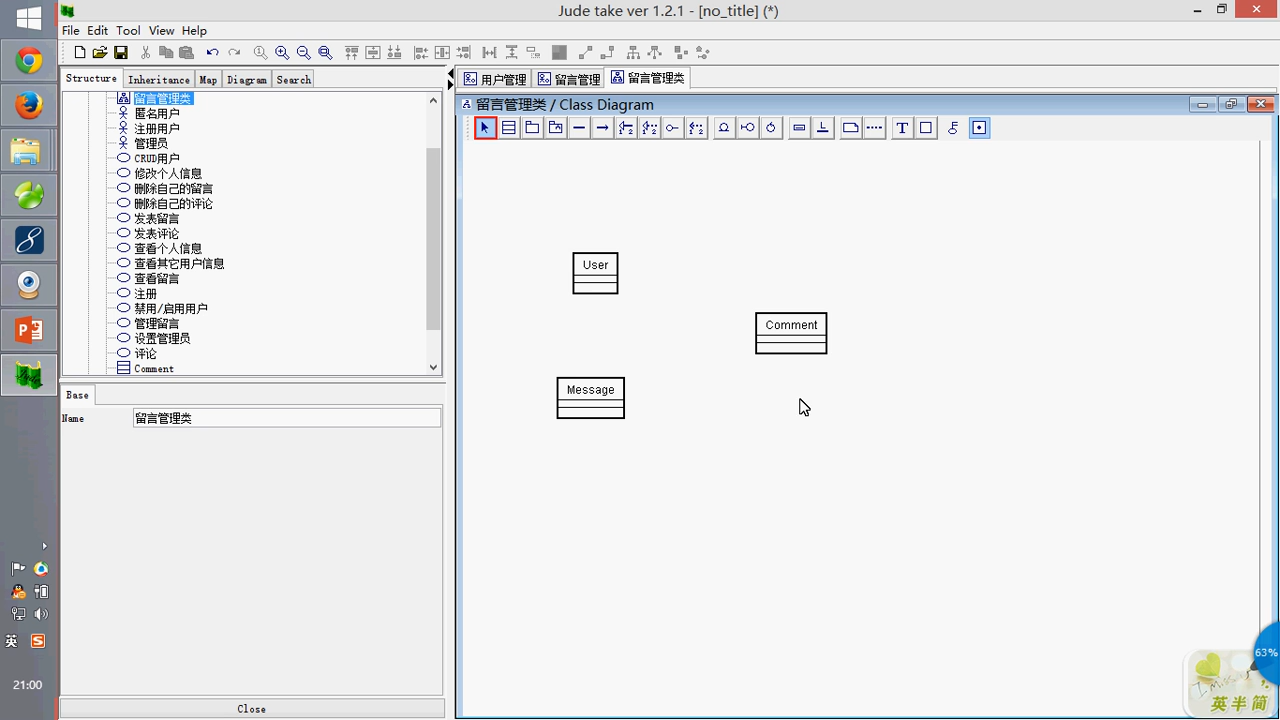 Jude take ver 1.2.1 - [no_title] (*)
File Edit Tool View Help
Structure Inheritance Map Diagram Search
留言管理类
匿名用户
注册用户
管理员
CRUD用户
修改个人信息
删除自己的留言
删除自己的评论
发表留言
发表评论
查看个人信息
查看其它用户信息
查看留言
注册
禁用/启用用户
管理留言
设置管理员
评论
Comment
Base
Name 留言管理类
Close
用户管理 留言管理 留言管理类
留言管理类 / Class Diagram
T
User
Comment
Message
英
21:00
63%
英半简